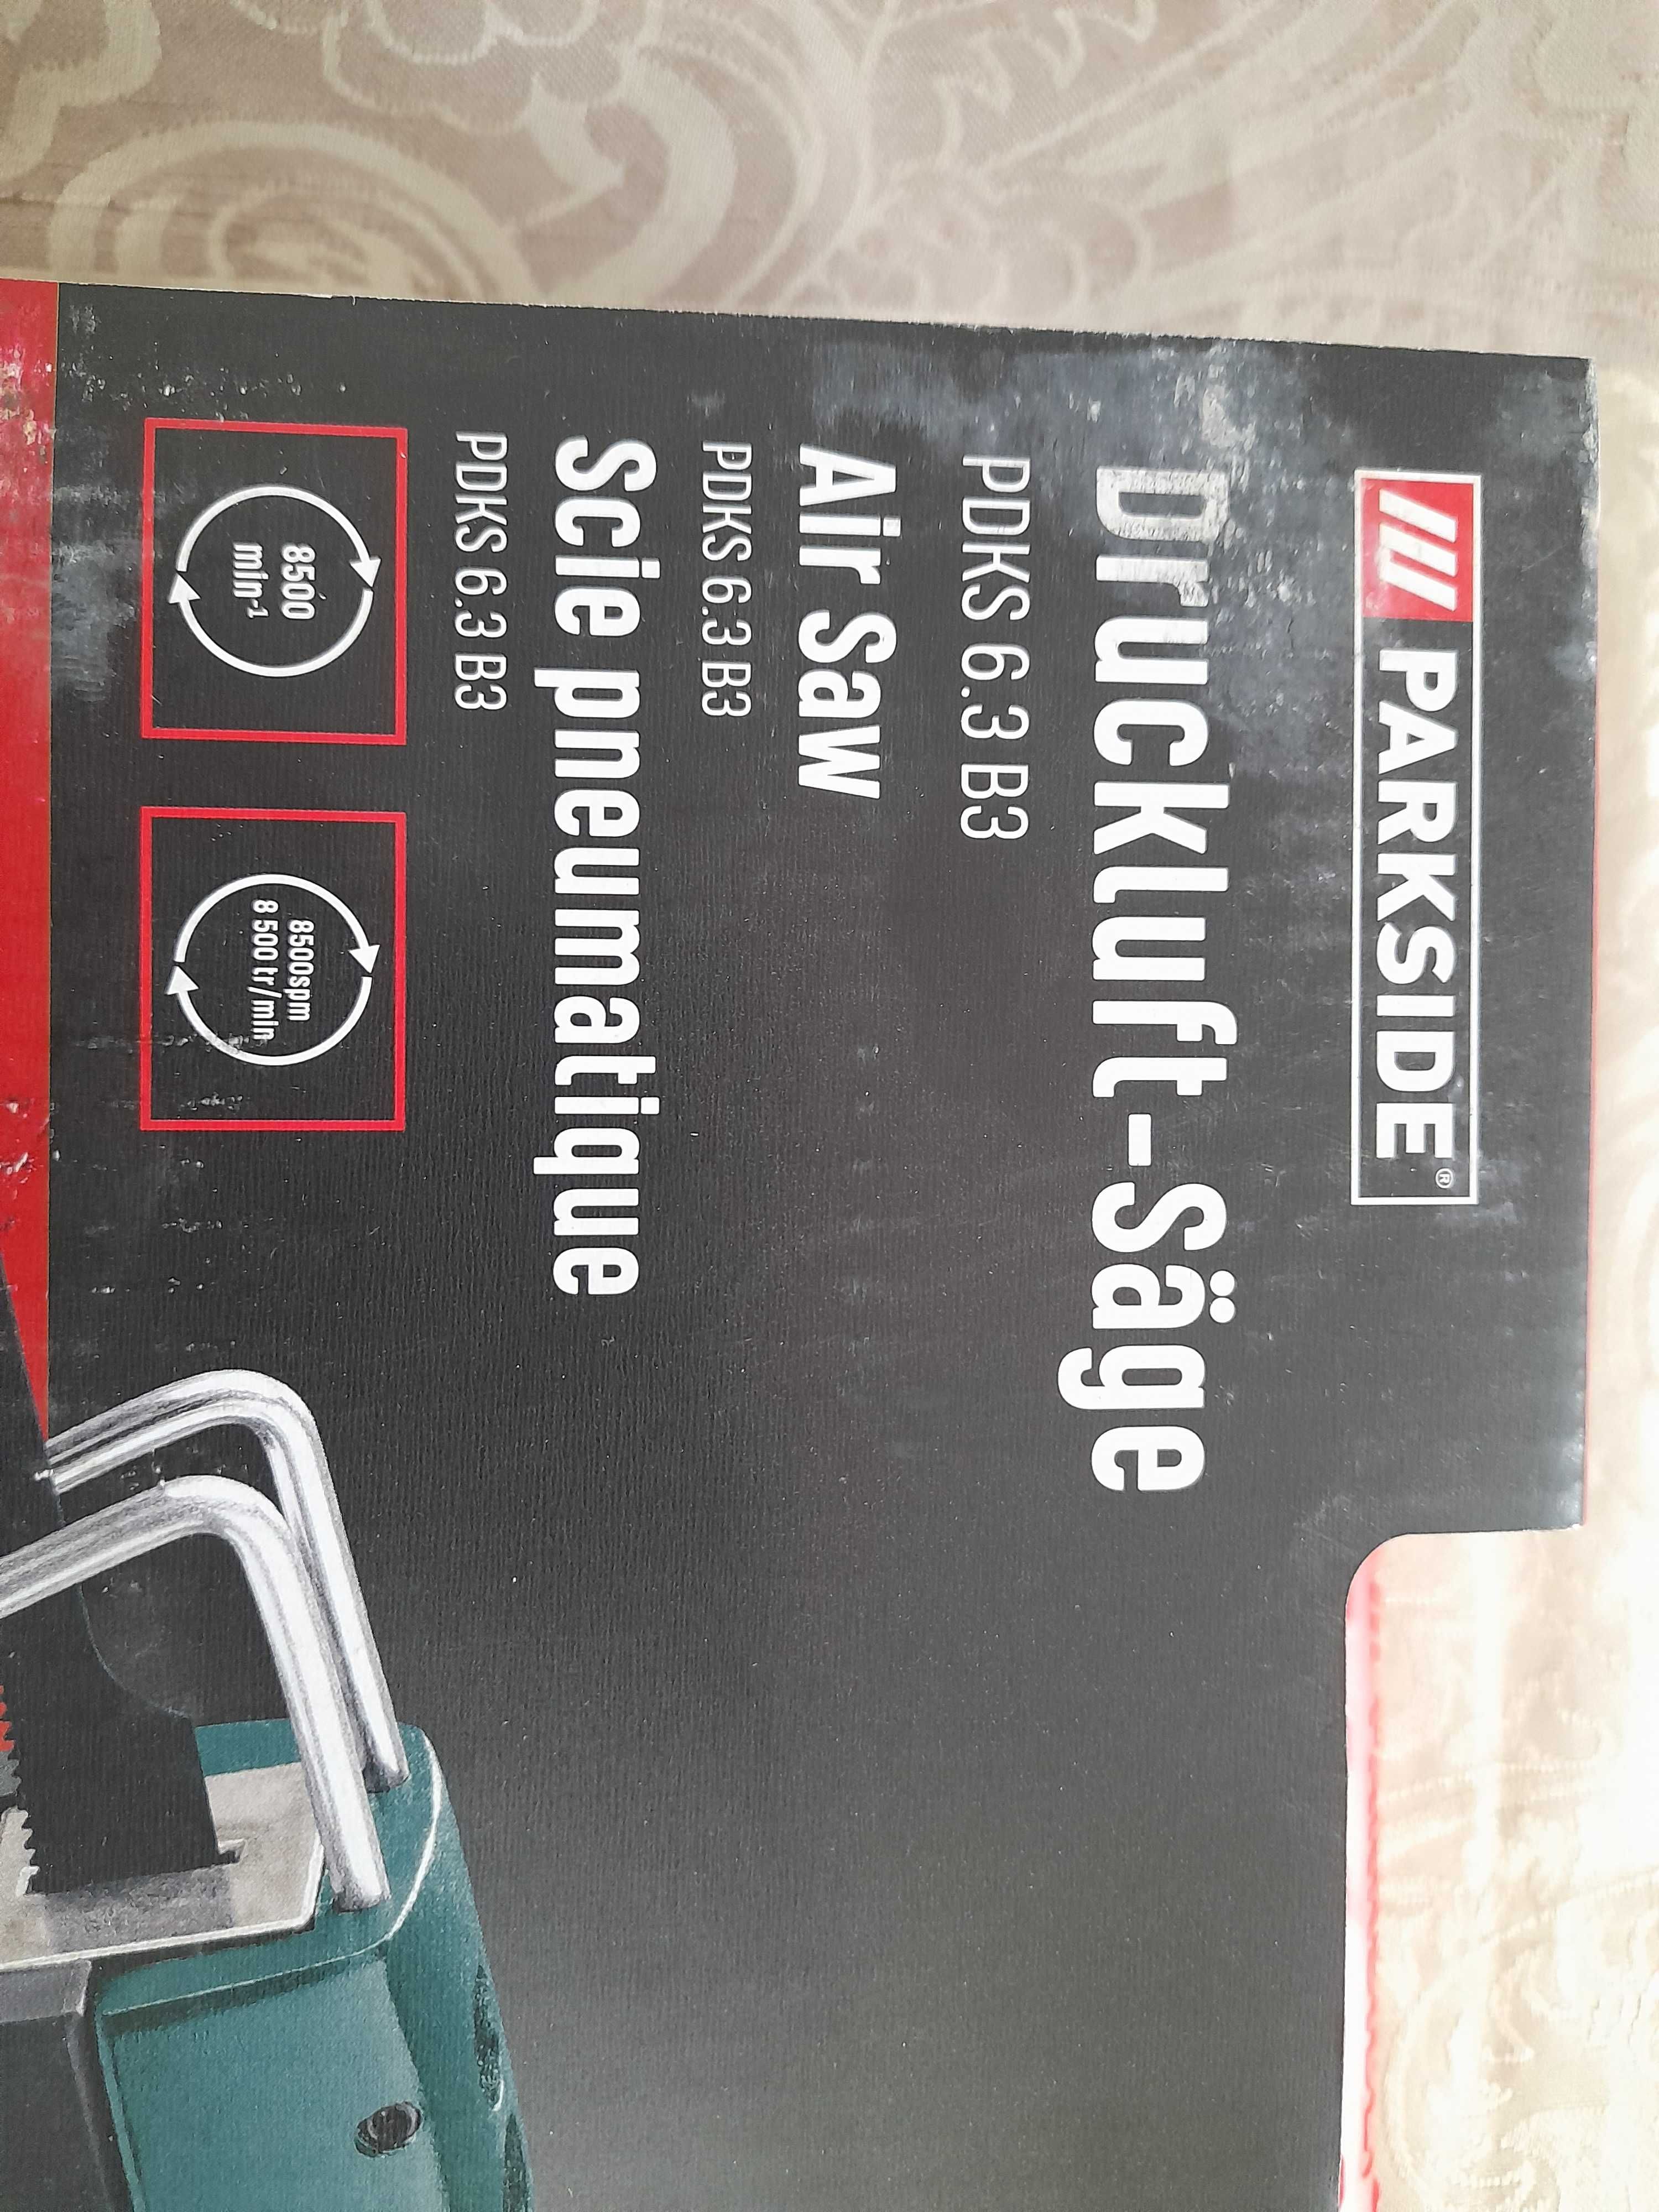 PARKSIDE®
Druckluft-Säge
PDKS 6.3 B3
Air Saw
PDKS 6.3 B3
Scie pneumatique
PDKS 6.3 B3
8500
min⁻¹
8500spm
8 500 tr/min